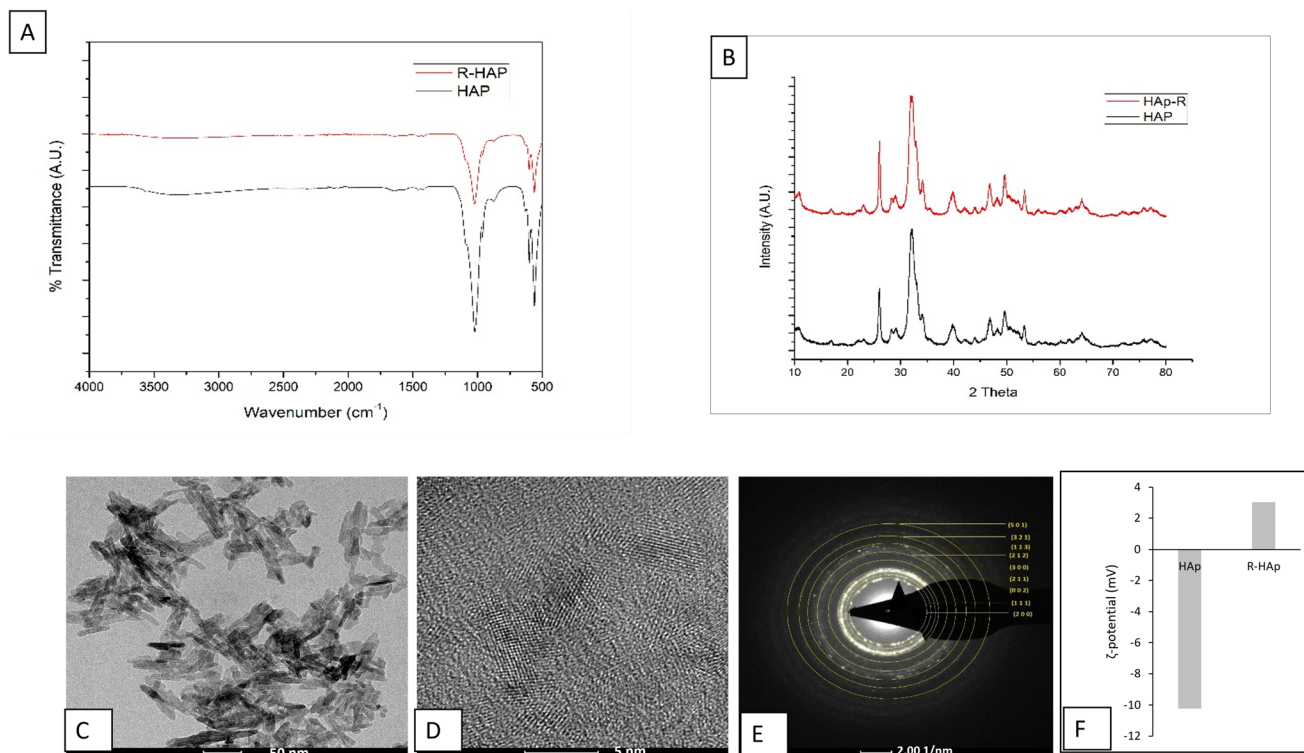 A
R-HAP
HAP
% Transmittance (A.U.)
4000 3500 3000 2500 2000 1500 1000 500
Wavenumber (cm⁻¹)
B
HAp-R
HAP
Intensity (A.U.)
10 20 30 40 50 60 70 80
2 Theta
C
50 nm
D
5 nm
E
(5 0 1)
(3 2 1)
(1 1 3)
(2 1 2)
(3 0 0)
(2 1 1)
(0 0 2)
(1 1 1)
(2 0 0)
2.00 1/nm
F
4
2
0
-2
-4
-6
-8
-10
-12
ζ-potential (mV)
HAp
R-HAp